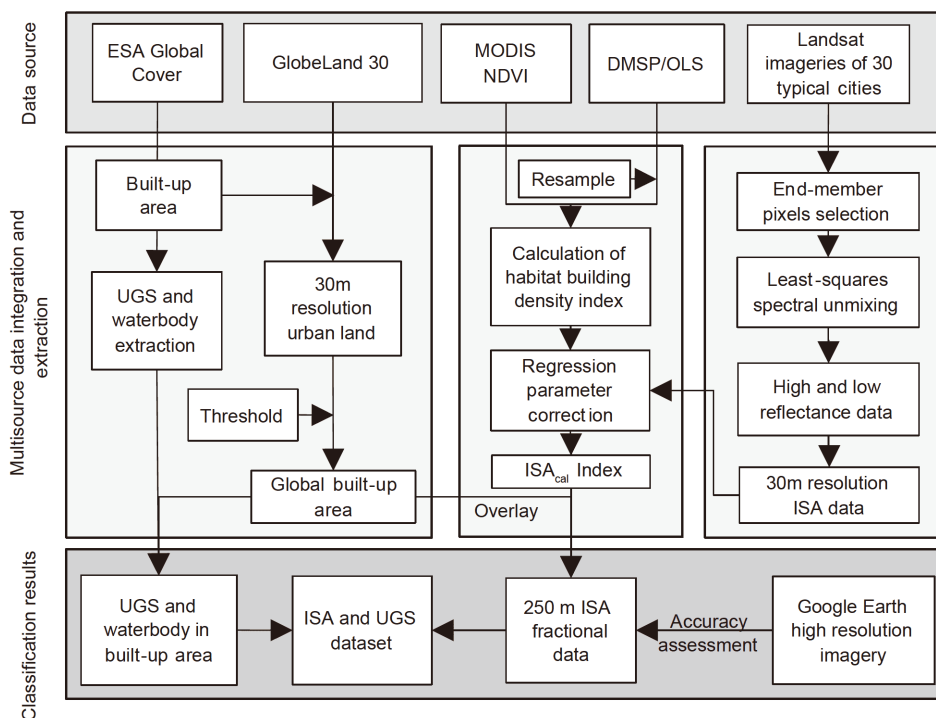 Data source
ESA Global
Cover
GlobeLand 30
MODIS
NDVI
DMSP/OLS
Landsat
imageries of 30
typical cities
Multisource data integration and
extraction
Built-up
area
UGS and
waterbody
extraction
30m
resolution
urban land
Threshold
Global built-up
area
Resample
Calculation of
habitat building
density index
Regression
parameter
correction
ISAcal Index
Overlay
End-member
pixels selection
Least-squares
spectral unmixing
High and low
reflectance data
30m resolution
ISA data
Classification results
UGS and
waterbody in
built-up area
ISA and UGS
dataset
250 m ISA
fractional
data
Accuracy
assessment
Google Earth
high resolution
imagery